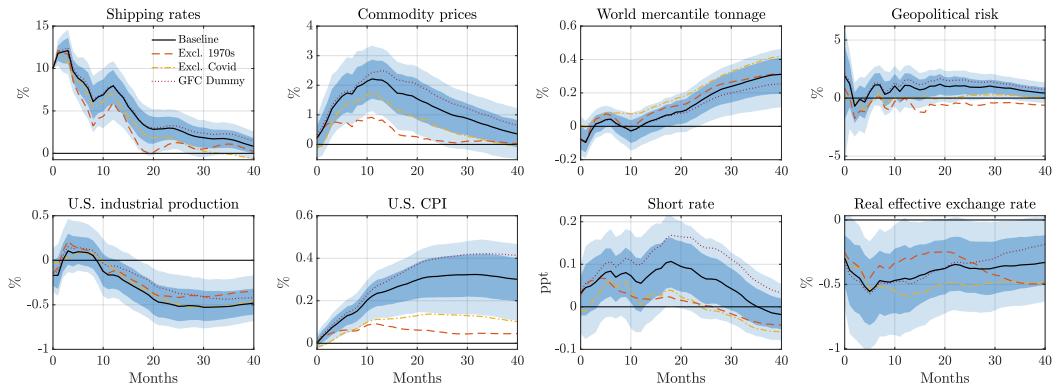 Shipping rates
%
15
10
5
0
0 10 20 30 40
Baseline
Excl. 1970s
Excl. Covid
GFC Dummy
Commodity prices
%
4
3
2
1
0
0 10 20 30 40
World mercantile tonnage
%
0.6
0.4
0.2
0
-0.2
0 10 20 30 40
Geopolitical risk
%
5
0
-5
0 10 20 30 40
U.S. industrial production
%
0.5
0
-0.5
-1
0 10 20 30 40
Months
U.S. CPI
%
0.6
0.4
0.2
0
0 10 20 30 40
Months
Short rate
ppt
0.2
0.1
0
-0.1
0 10 20 30 40
Months
Real effective exchange rate
%
0
-0.5
-1
0 10 20 30 40
Months